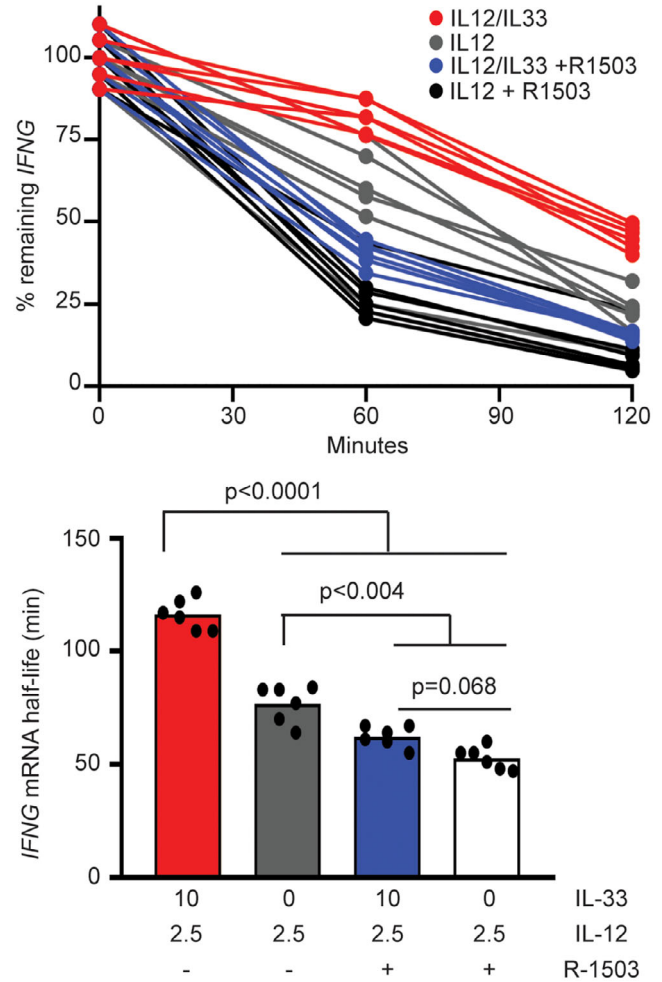 IL12/IL33
IL12
IL12/IL33 +R1503
IL12 + R1503
% remaining IFNG
100
75
50
25
0
0 30 60 90 120
Minutes
p<0.0001
p<0.004
p=0.068
IFNG mRNA half-life (min)
150
100
50
0
10 0 10 0 IL-33
2.5 2.5 2.5 2.5 IL-12
- - + + R-1503